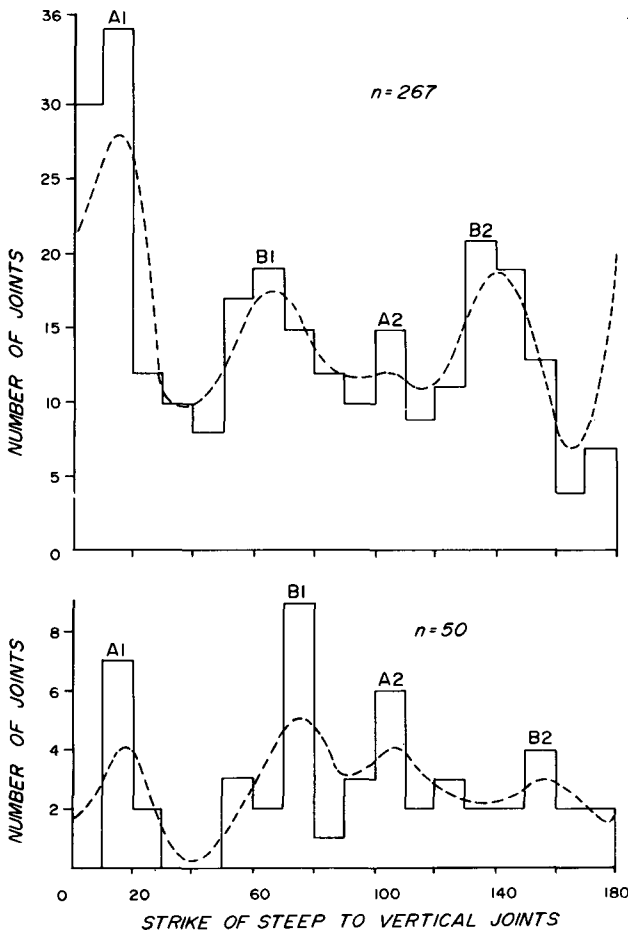 36
A1
n=267
30
25
20
B1
B2
A2
15
10
5
0
NUMBER OF JOINTS
B1
8
n=50
A1
A2
6
B2
4
2
NUMBER OF JOINTS
0 20 60 100 140 180
STRIKE OF STEEP TO VERTICAL JOINTS